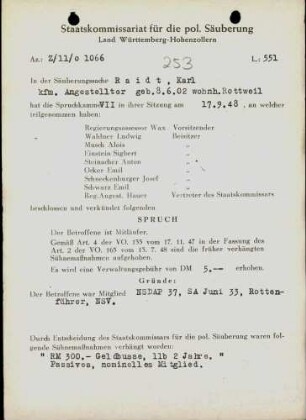 Staatskommissariat für die pol. Säuberung
Land Württemberg-Hohenzollern
Az.: Z/11/o 1066
L.: 551
253
In der Säuberungssache Raidt, Karl
kfm. Angestellter geb.8.6.02 wohnh. Rottweil
hat die Spruchkammer VII in ihrer Sitzung am 17.9.48 , an welcher
teilgenommen haben:
Regierungsassessor Wax Vorsitzender
Waldner Ludwig Beisitzer
Mauch Alois "
Einstein Sigbert "
Steinacher Anton "
Osker Emil "
Schneckenburger Josef "
Schwarz Emil "
Reg.Angest. Hauer Vertreter des Staatskommissars
beschlossen und verkündet folgenden
SPRUCH
Der Betroffene ist Mitläufer.
Gemäß Art. 4 der VO. 133 vom 17. 11. 47 in der Fassung des
Art. 2 der VO. 165 vom 13. 7. 48 sind die früher verhängten
Sühnemaßnahmen aufgehoben.
Es wird eine Verwaltungsgebühr von DM 5.-- erhoben.
Gründe:
Der Betroffene war Mitglied NSDAP 37, SA Juni 33, Rotten-
führer, NSV.
Durch Entscheidung des Staatskommissars für die pol. Säuberung waren fol-
gende Sühnemaßnahmen verhängt worden:
" RM 300.- Geldbusse, 11b 2 Jahre. "
Passives, nominelles Mitglied.